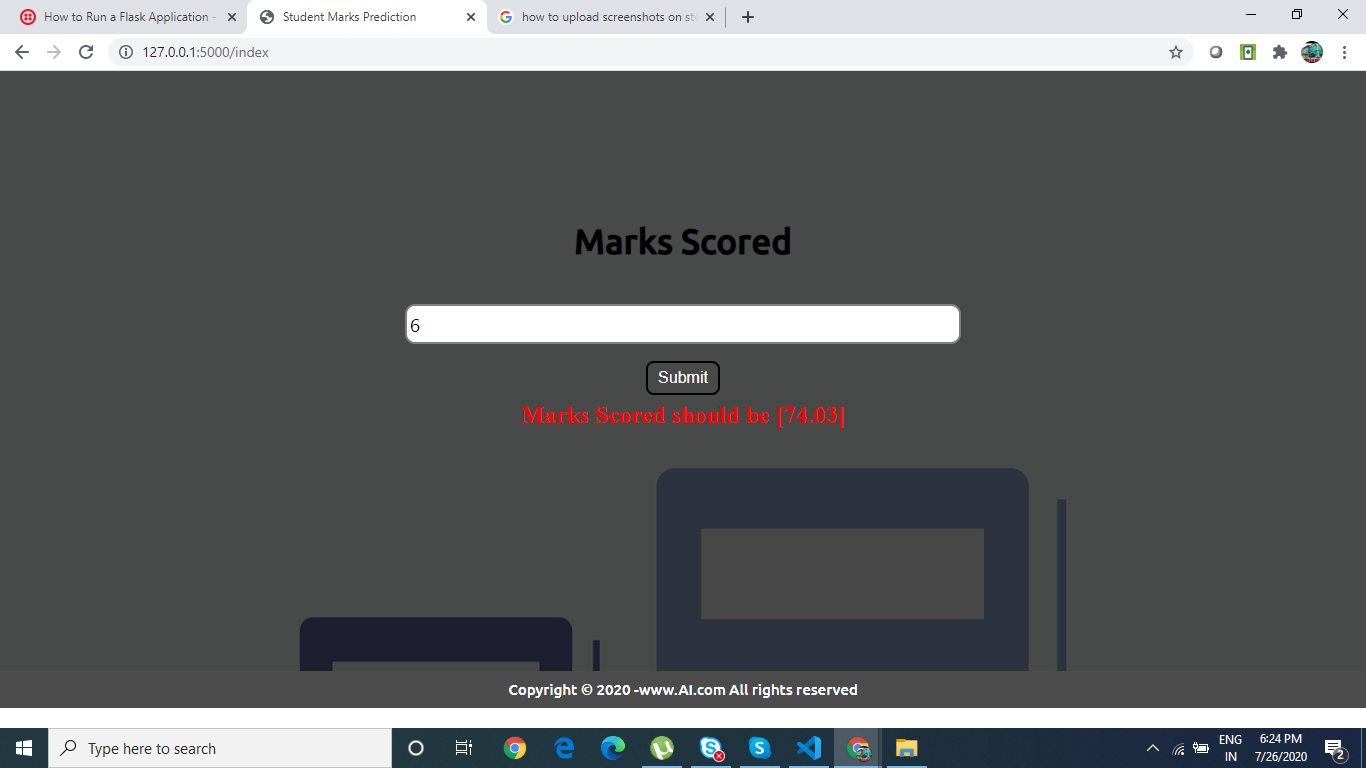 How to Run a Flask Application -
Student Marks Prediction
how to upload screenshots on st
127.0.0.1:5000/index
Marks Scored
6
Submit
Marks Scored should be [74.03]
Copyright © 2020 -www.AI.com All rights reserved
Type here to search
ENG
IN
6:24 PM
7/26/2020
2